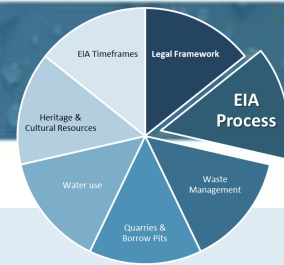 EIA Timeframes
Legal Framework
EIA
Process
Waste
Management
Quarries &
Borrow Pits
Water use
Heritage &
Cultural Resources